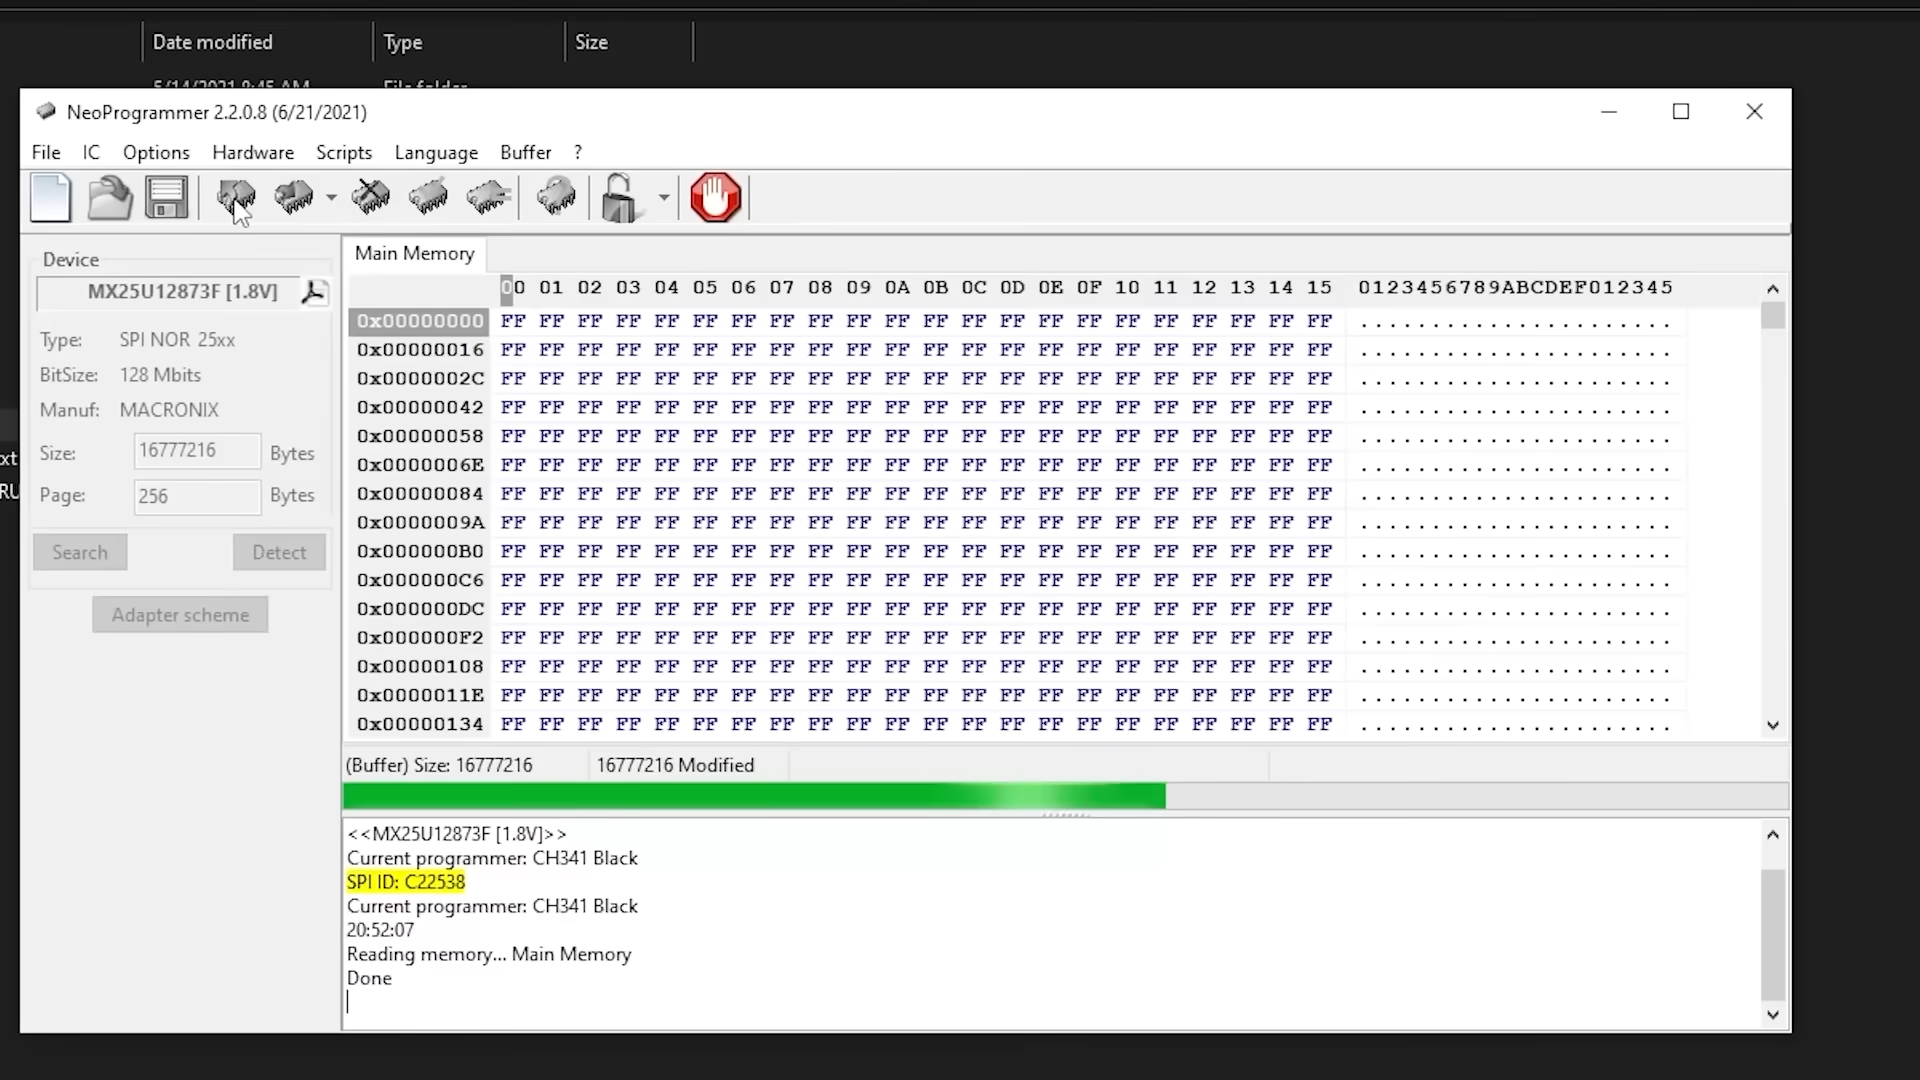 Date modified Type Size
5/14/2021 8:45 AM File folder
NeoProgrammer 2.2.0.8 (6/21/2021)
File IC Options Hardware Scripts Language Buffer ?
Device
MX25U12873F [1.8V]
Type: SPI NOR 25xx
BitSize: 128 Mbits
Manuf: MACRONIX
Size: 16777216 Bytes
Page: 256 Bytes
Search Detect
Adapter scheme
xt
RU
Main Memory
00 01 02 03 04 05 06 07 08 09 0A 0B 0C 0D 0E 0F 10 11 12 13 14 15 0123456789ABCDEF012345
0x00000000 FF FF FF FF FF FF FF FF FF FF FF FF FF FF FF FF FF FF FF FF FF FF ......................
0x00000016 FF FF FF FF FF FF FF FF FF FF FF FF FF FF FF FF FF FF FF FF FF FF ......................
0x0000002C FF FF FF FF FF FF FF FF FF FF FF FF FF FF FF FF FF FF FF FF FF FF ......................
0x00000042 FF FF FF FF FF FF FF FF FF FF FF FF FF FF FF FF FF FF FF FF FF FF ......................
0x00000058 FF FF FF FF FF FF FF FF FF FF FF FF FF FF FF FF FF FF FF FF FF FF ......................
0x0000006E FF FF FF FF FF FF FF FF FF FF FF FF FF FF FF FF FF FF FF FF FF FF ......................
0x00000084 FF FF FF FF FF FF FF FF FF FF FF FF FF FF FF FF FF FF FF FF FF FF ......................
0x0000009A FF FF FF FF FF FF FF FF FF FF FF FF FF FF FF FF FF FF FF FF FF FF ......................
0x000000B0 FF FF FF FF FF FF FF FF FF FF FF FF FF FF FF FF FF FF FF FF FF FF ......................
0x000000C6 FF FF FF FF FF FF FF FF FF FF FF FF FF FF FF FF FF FF FF FF FF FF ......................
0x000000DC FF FF FF FF FF FF FF FF FF FF FF FF FF FF FF FF FF FF FF FF FF FF ......................
0x000000F2 FF FF FF FF FF FF FF FF FF FF FF FF FF FF FF FF FF FF FF FF FF FF ......................
0x00000108 FF FF FF FF FF FF FF FF FF FF FF FF FF FF FF FF FF FF FF FF FF FF ......................
0x0000011E FF FF FF FF FF FF FF FF FF FF FF FF FF FF FF FF FF FF FF FF FF FF ......................
0x00000134 FF FF FF FF FF FF FF FF FF FF FF FF FF FF FF FF FF FF FF FF FF FF ......................
(Buffer) Size: 16777216 16777216 Modified
<<MX25U12873F [1.8V]>>
Current programmer: CH341 Black
SPI ID: C22538
Current programmer: CH341 Black
20:52:07
Reading memory... Main Memory
Done